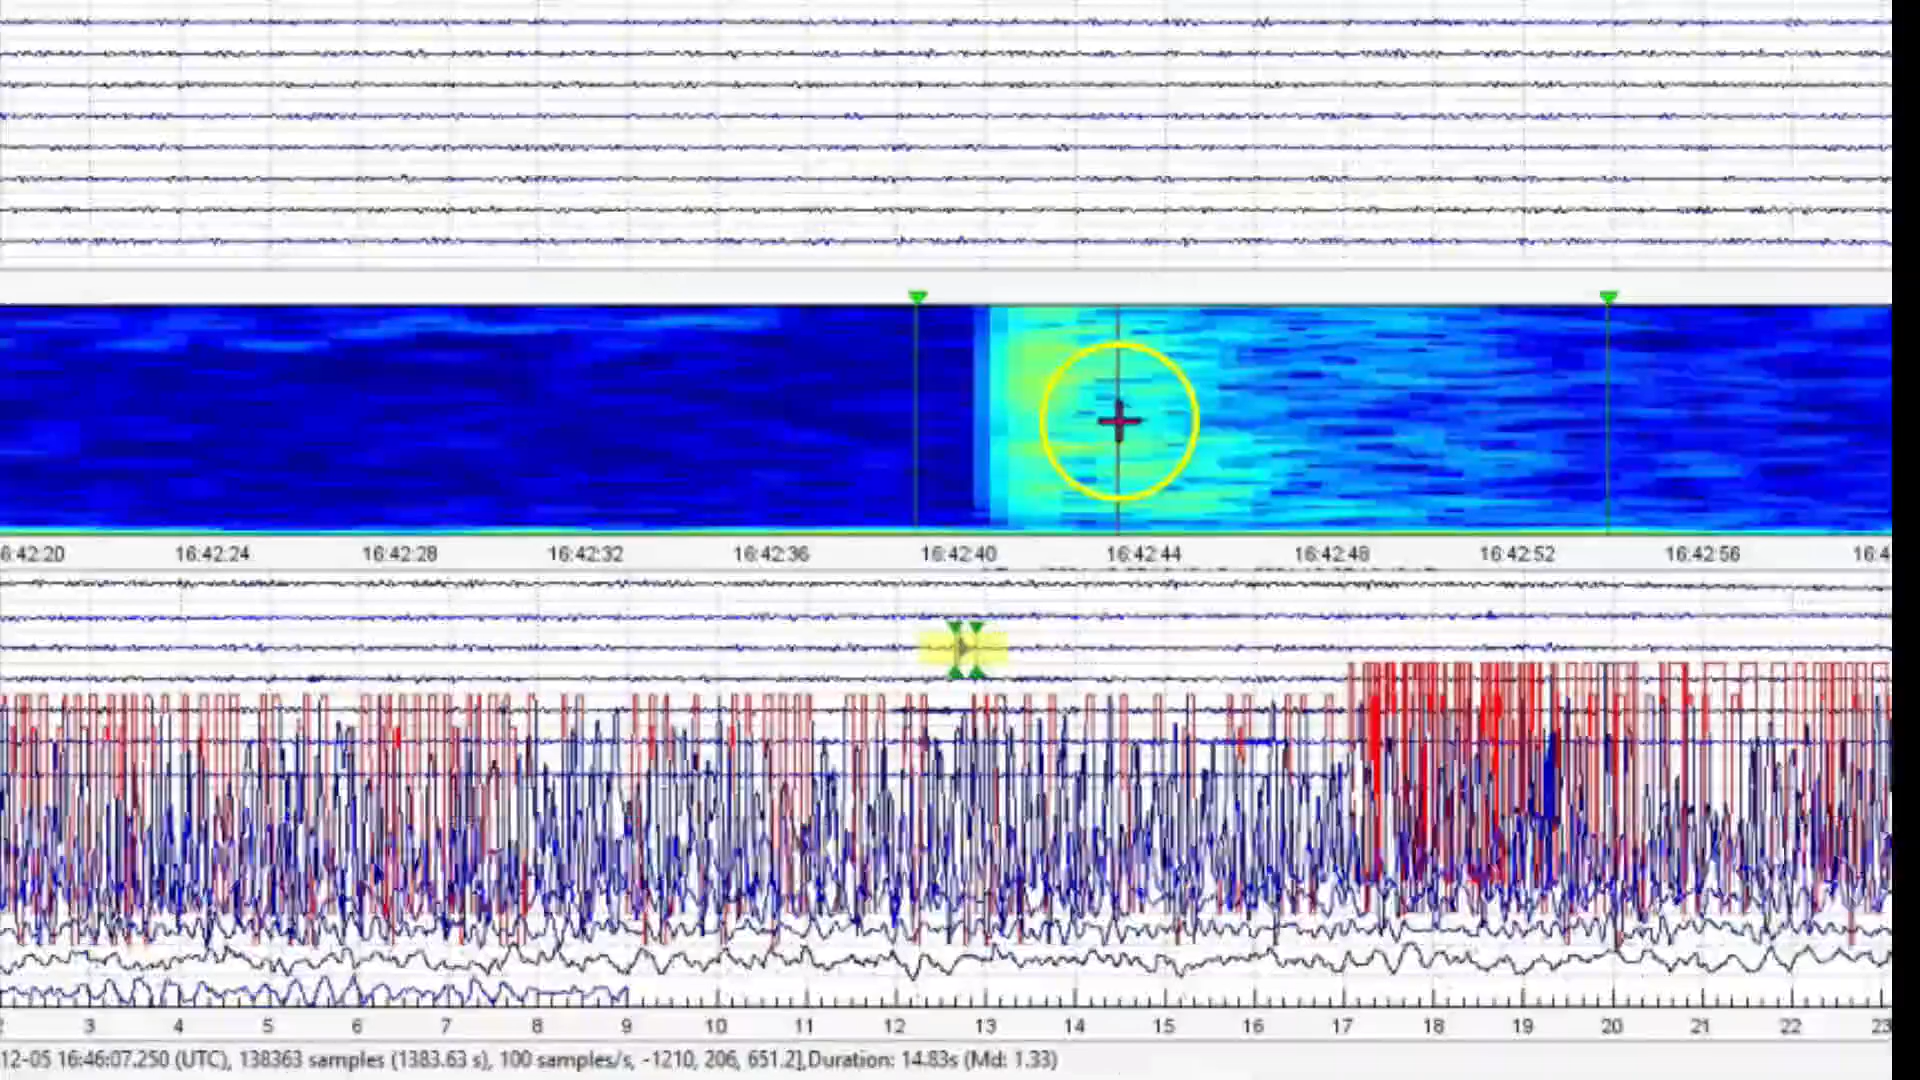 6:42:20 16:42:24 16:42:28 16:42:32 16:42:36 16:42:40 16:42:44 16:42:48 16:42:52 16:42:56 16:4
3 4 5 6 7 8 9 10 11 12 13 14 15 16 17 18 19 20 21 22 23
12-05 16:46:07.250 (UTC), 138363 samples (1383.63 s), 100 samples/s, -1210, 206, 651.2], Duration: 14.83s (Md: 1.33)